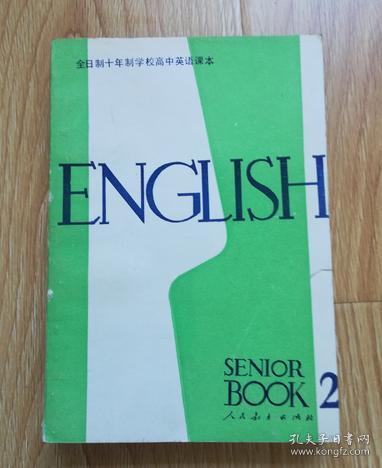 全日制十年制学校高中英语课本
ENGLISH
SENIOR
BOOK 2
人民教育出版社
孔夫子旧书网
book.kongfz.com